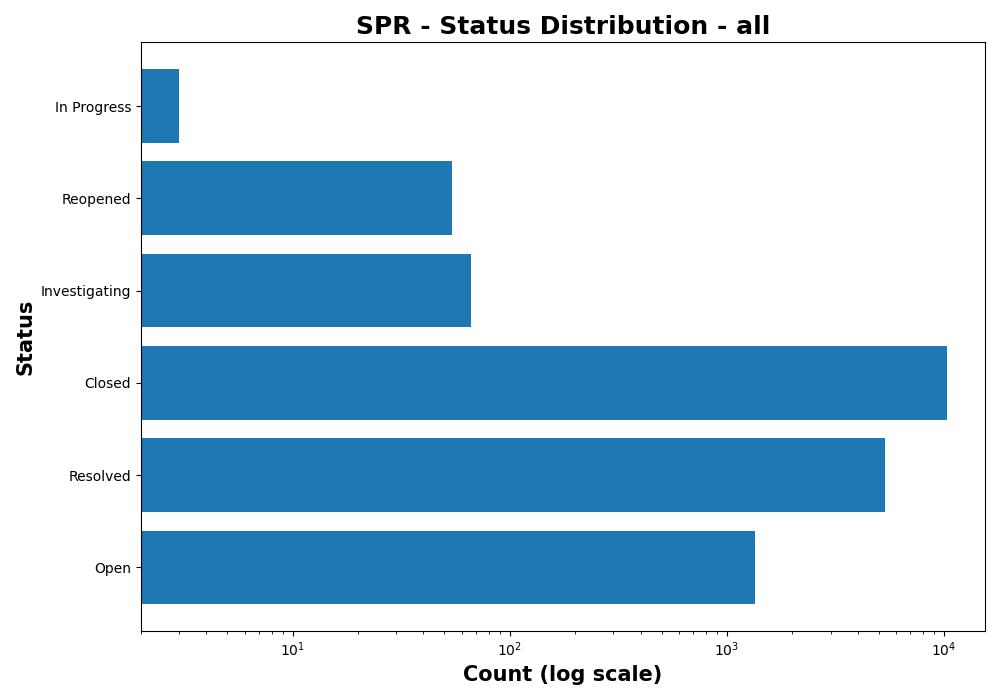 SPR - Status Distribution - all
In Progress
Reopened
Investigating
Closed
Resolved
Open
Status
10¹ 10² 10³ 10⁴
Count (log scale)